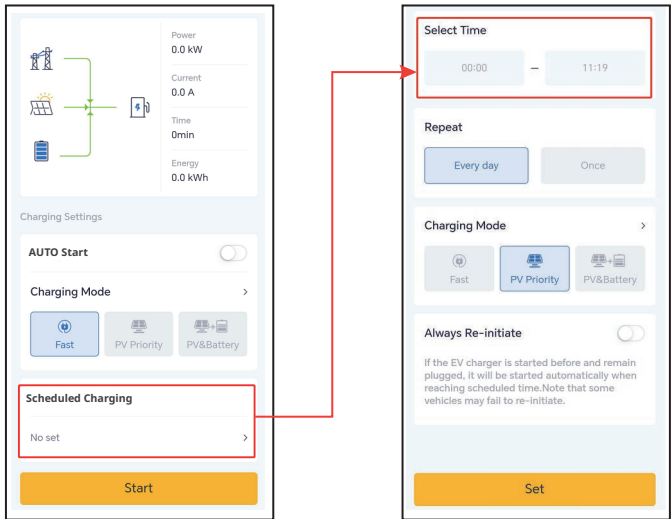 Power
0.0 kW
Current
0.0 A
Time
0min
Energy
0.0 kWh
Charging Settings
AUTO Start
Charging Mode >
Fast PV Priority PV&Battery
Scheduled Charging
No set >
Start
Select Time
00:00 – 11:19
Repeat
Every day Once
Charging Mode >
Fast PV Priority PV&Battery
Always Re-initiate
If the EV charger is started before and remain
plugged, it will be started automatically when
reaching scheduled time.Note that some
vehicles may fail to re-initiate.
Set